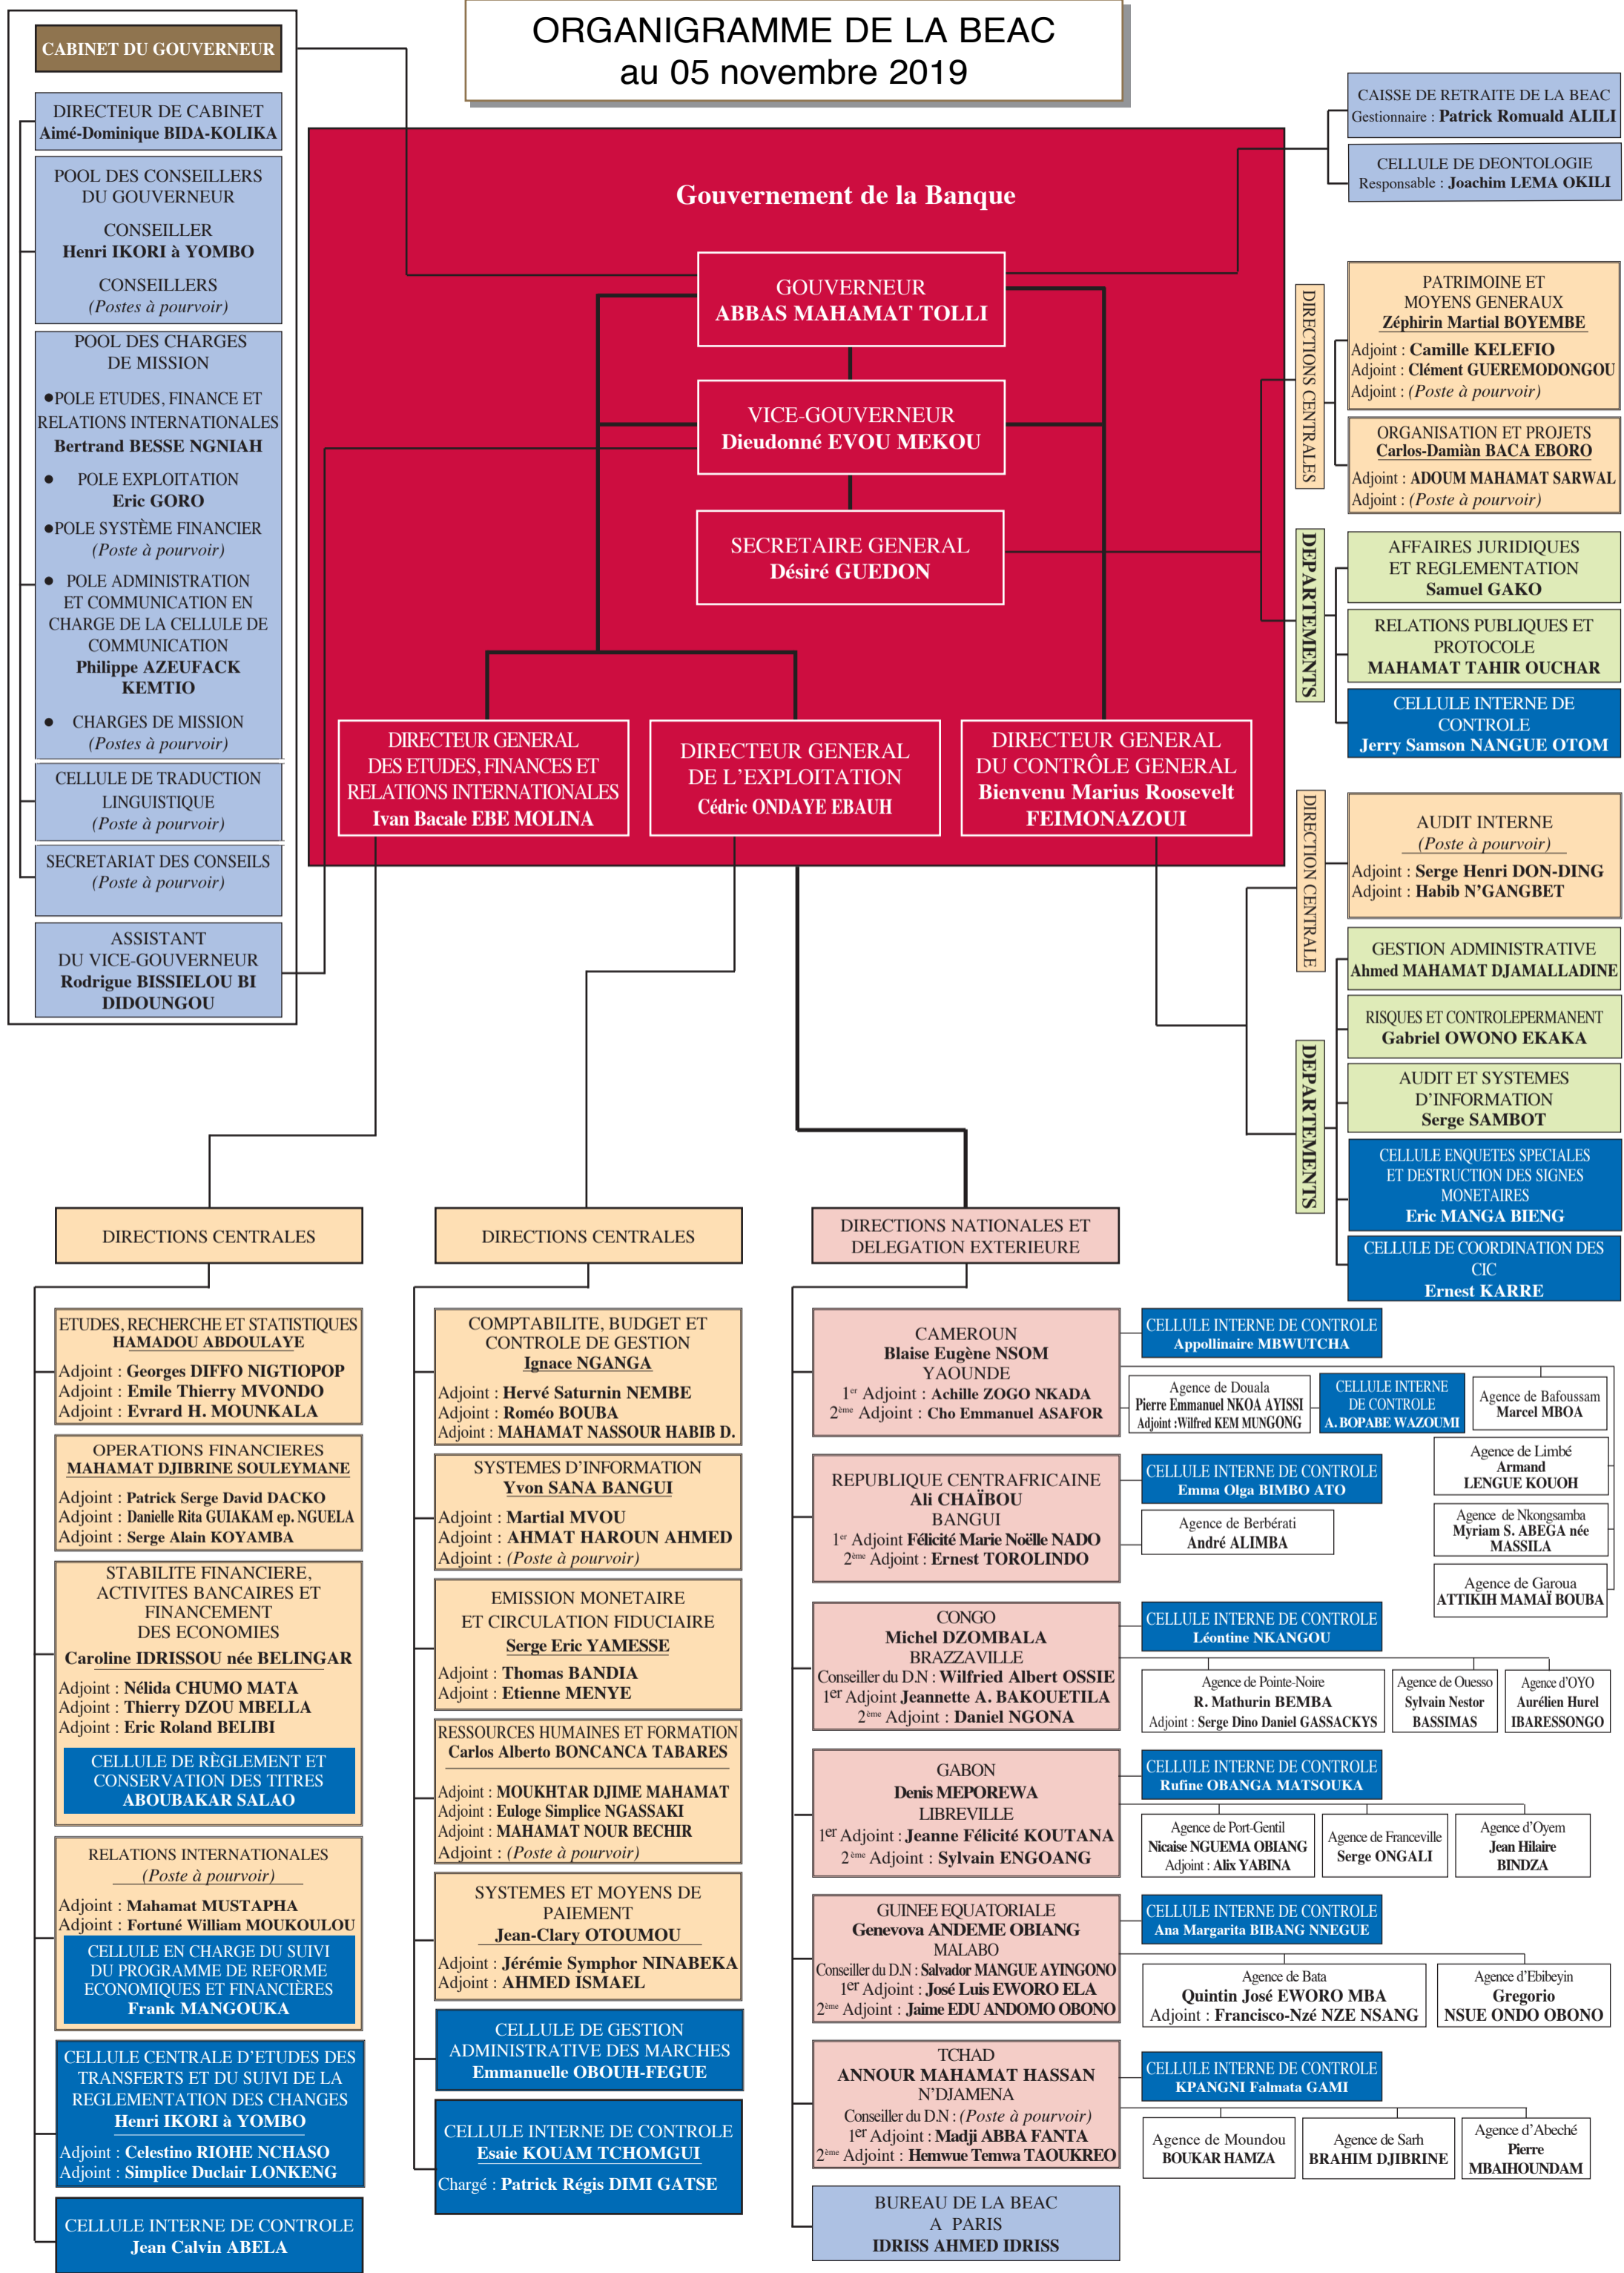 ORGANIGRAMME DE LA BEAC
au 05 novembre 2019
CABINET DU GOUVERNEUR
DIRECTEUR DE CABINET
Aimé-Dominique BIDA-KOLIKA
POOL DES CONSEILLERS
DU GOUVERNEUR
CONSEILLER
Henri IKORI à YOMBO
CONSEILLERS
(Postes à pourvoir)
POOL DES CHARGES
DE MISSION
●POLE ETUDES, FINANCE ET
RELATIONS INTERNATIONALES
Bertrand BESSE NGNIAH
● POLE EXPLOITATION
Eric GORO
●POLE SYSTÈME FINANCIER
(Poste à pourvoir)
● POLE ADMINISTRATION
ET COMMUNICATION EN
CHARGE DE LA CELLULE DE
COMMUNICATION
Philippe AZEUFACK
KEMTIO
● CHARGES DE MISSION
(Postes à pourvoir)
CELLULE DE TRADUCTION
LINGUISTIQUE
(Poste à pourvoir)
SECRETARIAT DES CONSEILS
(Poste à pourvoir)
ASSISTANT
DU VICE-GOUVERNEUR
Rodrigue BISSIELOU BI
DIDOUNGOU
Gouvernement de la Banque
GOUVERNEUR
ABBAS MAHAMAT TOLLI
VICE-GOUVERNEUR
Dieudonné EVOU MEKOU
SECRETAIRE GENERAL
Désiré GUEDON
DIRECTEUR GENERAL
DES ETUDES, FINANCES ET
RELATIONS INTERNATIONALES
Ivan Bacale EBE MOLINA
DIRECTEUR GENERAL
DE L'EXPLOITATION
Cédric ONDAYE EBAUH
DIRECTEUR GENERAL
DU CONTRÔLE GENERAL
Bienvenu Marius Roosevelt
FEIMONAZOUI
CAISSE DE RETRAITE DE LA BEAC
Gestionnaire : Patrick Romuald ALILI
CELLULE DE DEONTOLOGIE
Responsable : Joachim LEMA OKILI
DIRECTIONS CENTRALES
PATRIMOINE ET
MOYENS GENERAUX
Zéphirin Martial BOYEMBE
Adjoint : Camille KELEFIO
Adjoint : Clément GUEREMODONGOU
Adjoint : (Poste à pourvoir)
ORGANISATION ET PROJETS
Carlos-Damiàn BACA EBORO
Adjoint : ADOUM MAHAMAT SARWAL
Adjoint : (Poste à pourvoir)
DEPARTEMENTS
AFFAIRES JURIDIQUES
ET REGLEMENTATION
Samuel GAKO
RELATIONS PUBLIQUES ET
PROTOCOLE
MAHAMAT TAHIR OUCHAR
CELLULE INTERNE DE
CONTROLE
Jerry Samson NANGUE OTOM
DIRECTION CENTRALE
AUDIT INTERNE
(Poste à pourvoir)
Adjoint : Serge Henri DON-DING
Adjoint : Habib N'GANGBET
DEPARTEMENTS
GESTION ADMINISTRATIVE
Ahmed MAHAMAT DJAMALLADINE
RISQUES ET CONTROLEPERMANENT
Gabriel OWONO EKAKA
AUDIT ET SYSTEMES
D'INFORMATION
Serge SAMBOT
CELLULE ENQUETES SPECIALES
ET DESTRUCTION DES SIGNES
MONETAIRES
Eric MANGA BIENG
CELLULE DE COORDINATION DES
CIC
Ernest KARRE
DIRECTIONS CENTRALES
ETUDES, RECHERCHE ET STATISTIQUES
HAMADOU ABDOULAYE
Adjoint : Georges DIFFO NIGTIOPOP
Adjoint : Emile Thierry MVONDO
Adjoint : Evrard H. MOUNKALA
OPERATIONS FINANCIERES
MAHAMAT DJIBRINE SOULEYMANE
Adjoint : Patrick Serge David DACKO
Adjoint : Danielle Rita GUIAKAM ep. NGUELA
Adjoint : Serge Alain KOYAMBA
STABILITE FINANCIERE,
ACTIVITES BANCAIRES ET
FINANCEMENT
DES ECONOMIES
Caroline IDRISSOU née BELINGAR
Adjoint : Nélida CHUMO MATA
Adjoint : Thierry DZOU MBELLA
Adjoint : Eric Roland BELIBI
CELLULE DE RÈGLEMENT ET
CONSERVATION DES TITRES
ABOUBAKAR SALAO
RELATIONS INTERNATIONALES
(Poste à pourvoir)
Adjoint : Mahamat MUSTAPHA
Adjoint : Fortuné William MOUKOULOU
CELLULE EN CHARGE DU SUIVI
DU PROGRAMME DE REFORME
ECONOMIQUES ET FINANCIÈRES
Frank MANGOUKA
CELLULE CENTRALE D'ETUDES DES
TRANSFERTS ET DU SUIVI DE LA
REGLEMENTATION DES CHANGES
Henri IKORI à YOMBO
Adjoint : Celestino RIOHE NCHASO
Adjoint : Simplice Duclair LONKENG
CELLULE INTERNE DE CONTROLE
Jean Calvin ABELA
DIRECTIONS CENTRALES
COMPTABILITE, BUDGET ET
CONTROLE DE GESTION
Ignace NGANGA
Adjoint : Hervé Saturnin NEMBE
Adjoint : Roméo BOUBA
Adjoint : MAHAMAT NASSOUR HABIB D.
SYSTEMES D'INFORMATION
Yvon SANA BANGUI
Adjoint : Martial MVOU
Adjoint : AHMAT HAROUN AHMED
Adjoint : (Poste à pourvoir)
EMISSION MONETAIRE
ET CIRCULATION FIDUCIAIRE
Serge Eric YAMESSE
Adjoint : Thomas BANDIA
Adjoint : Etienne MENYE
RESSOURCES HUMAINES ET FORMATION
Carlos Alberto BONCANCA TABARES
Adjoint : MOUKHTAR DJIME MAHAMAT
Adjoint : Euloge Simplice NGASSAKI
Adjoint : MAHAMAT NOUR BECHIR
Adjoint : (Poste à pourvoir)
SYSTEMES ET MOYENS DE
PAIEMENT
Jean-Clary OTOUMOU
Adjoint : Jérémie Symphor NINABEKA
Adjoint : AHMED ISMAEL
CELLULE DE GESTION
ADMINISTRATIVE DES MARCHES
Emmanuelle OBOUH-FEGUE
CELLULE INTERNE DE CONTROLE
Esaie KOUAM TCHOMGUI
Chargé : Patrick Régis DIMI GATSE
DIRECTIONS NATIONALES ET
DELEGATION EXTERIEURE
CAMEROUN
Blaise Eugène NSOM
YAOUNDE
1er Adjoint : Achille ZOGO NKADA
2ème Adjoint : Cho Emmanuel ASAFOR
CELLULE INTERNE DE CONTROLE
Appollinaire MBWUTCHA
Agence de Douala
Pierre Emmanuel NKOA AYISSI
Adjoint :Wilfred KEM MUNGONG
CELLULE INTERNE
DE CONTROLE
A. BOPABE WAZOUMI
Agence de Bafoussam
Marcel MBOA
Agence de Limbé
Armand
LENGUE KOUOH
Agence de Nkongsamba
Myriam S. ABEGA née
MASSILA
Agence de Garoua
ATTIKIH MAMAÏ BOUBA
REPUBLIQUE CENTRAFRICAINE
Ali CHAÏBOU
BANGUI
1er Adjoint Félicité Marie Noëlle NADO
2ème Adjoint : Ernest TOROLINDO
CELLULE INTERNE DE CONTROLE
Emma Olga BIMBO ATO
Agence de Berbérati
André ALIMBA
CONGO
Michel DZOMBALA
BRAZZAVILLE
Conseiller du D.N : Wilfried Albert OSSIE
1er Adjoint Jeannette A. BAKOUETILA
2ème Adjoint : Daniel NGONA
CELLULE INTERNE DE CONTROLE
Léontine NKANGOU
Agence de Pointe-Noire
R. Mathurin BEMBA
Adjoint : Serge Dino Daniel GASSACKYS
Agence de Ouesso
Sylvain Nestor
BASSIMAS
Agence d'OYO
Aurélien Hurel
IBARESSONGO
GABON
Denis MEPOREWA
LIBREVILLE
1er Adjoint : Jeanne Félicité KOUTANA
2ème Adjoint : Sylvain ENGOANG
CELLULE INTERNE DE CONTROLE
Rufine OBANGA MATSOUKA
Agence de Port-Gentil
Nicaise NGUEMA OBIANG
Adjoint : Alix YABINA
Agence de Franceville
Serge ONGALI
Agence d'Oyem
Jean Hilaire
BINDZA
GUINEE EQUATORIALE
Genevova ANDEME OBIANG
MALABO
Conseiller du D.N : Salvador MANGUE AYINGONO
1er Adjoint : José Luis EWORO ELA
2ème Adjoint : Jaime EDU ANDOMO OBONO
CELLULE INTERNE DE CONTROLE
Ana Margarita BIBANG NNEGUE
Agence de Bata
Quintin José EWORO MBA
Adjoint : Francisco-Nzé NZE NSANG
Agence d'Ebibeyin
Gregorio
NSUE ONDO OBONO
TCHAD
ANNOUR MAHAMAT HASSAN
N'DJAMENA
Conseiller du D.N : (Poste à pourvoir)
1er Adjoint : Madji ABBA FANTA
2ème Adjoint : Hemwue Temwa TAOUKREO
CELLULE INTERNE DE CONTROLE
KPANGNI Falmata GAMI
Agence de Moundou
BOUKAR HAMZA
Agence de Sarh
BRAHIM DJIBRINE
Agence d'Abeché
Pierre
MBAIHOUNDAM
BUREAU DE LA BEAC
A PARIS
IDRISS AHMED IDRISS